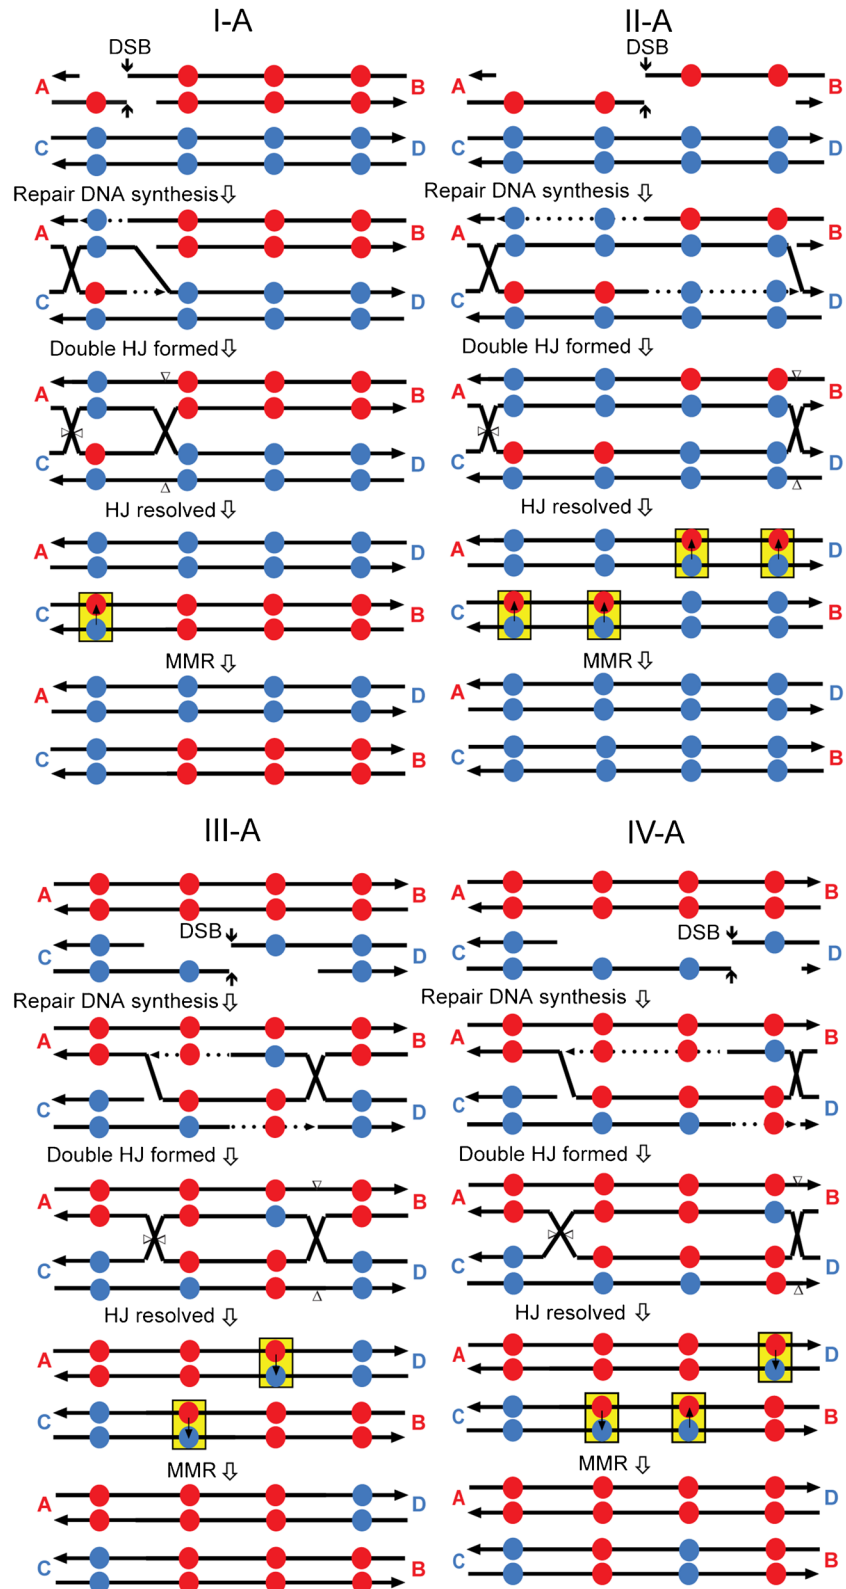 I-A
DSB
A B
C D
Repair DNA synthesis
A B
C D
Double HJ formed
A B
C D
HJ resolved
A D
C B
MMR
A D
C B
II-A
DSB
A B
C D
Repair DNA synthesis
A B
C D
Double HJ formed
A B
C D
HJ resolved
A D
C B
MMR
A D
C B
III-A
A B
DSB
C D
Repair DNA synthesis
A B
C D
Double HJ formed
A B
C D
HJ resolved
A D
C B
MMR
A D
C B
IV-A
A B
DSB
C D
Repair DNA synthesis
A B
C D
Double HJ formed
A B
C D
HJ resolved
A D
C B
MMR
A D
C B